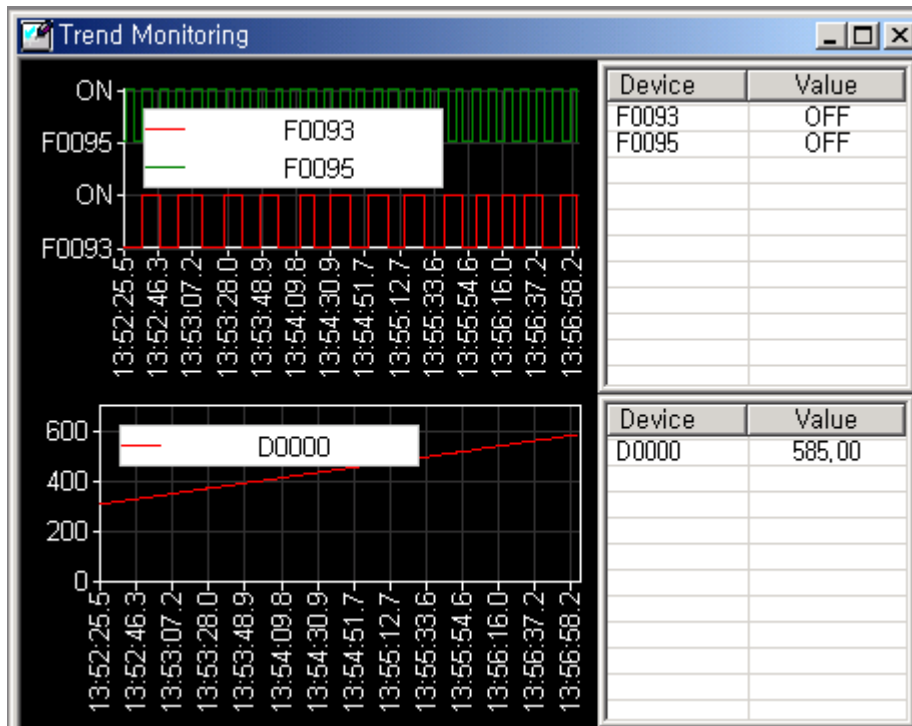 Trend Monitoring
ON
F0095
ON
F0093
F0093
F0095
13:52:25.5
13:52:46.3
13:53:07.2
13:53:28.0
13:53:48.9
13:54:09.8
13:54:30.9
13:54:51.7
13:55:12.7
13:55:33.6
13:55:54.6
13:56:16.0
13:56:37.2
13:56:58.2
Device Value
F0093 OFF
F0095 OFF
600
400
200
0
D0000
13:52:25.5
13:52:46.3
13:53:07.2
13:53:28.0
13:53:48.9
13:54:09.8
13:54:30.9
13:54:51.7
13:55:12.7
13:55:33.6
13:55:54.6
13:56:16.0
13:56:37.2
13:56:58.2
Device Value
D0000 585,00